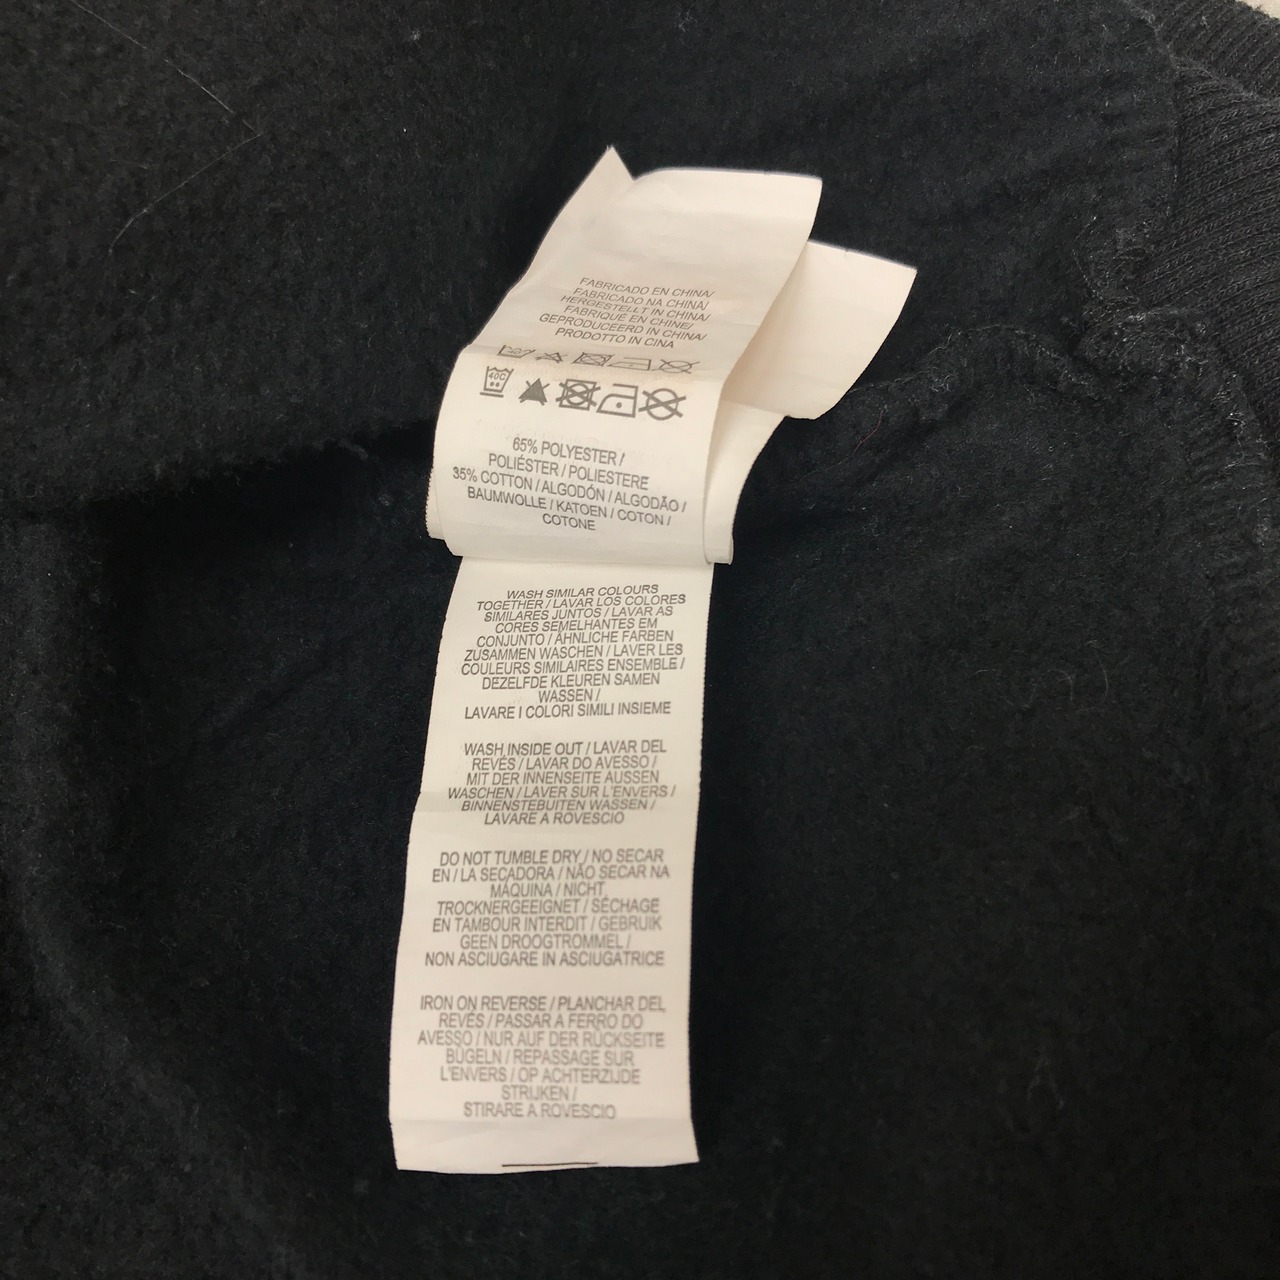 FABRICADO EN CHINA/
FABRICADO NA CHINA/
HERGESTELLT IN CHINA/
FABRIQUÉ EN CHINE/
GEPRODUCEERD IN CHINA/
PRODOTTO IN CINA
40C
65% POLYESTER /
POLIÉSTER / POLIESTERE
35% COTTON / ALGODÓN / ALGODÃO /
BAUMWOLLE / KATOEN / COTON /
COTONE
WASH SIMILAR COLOURS
TOGETHER / LAVAR LOS COLORES
SIMILARES JUNTOS / LAVAR AS
CORES SEMELHANTES EM
CONJUNTO / ÄHNLICHE FARBEN
ZUSAMMEN WASCHEN / LAVER LES
COULEURS SIMILAIRES ENSEMBLE /
DEZELFDE KLEUREN SAMEN
WASSEN /
LAVARE I COLORI SIMILI INSIEME
WASH INSIDE OUT / LAVAR DEL
REVÉS / LAVAR DO AVESSO /
MIT DER INNENSEITE AUSSEN
WASCHEN / LAVER SUR L'ENVERS /
BINNENSTEBUITEN WASSEN /
LAVARE A ROVESCIO
DO NOT TUMBLE DRY / NO SECAR
EN / LA SECADORA / NÃO SECAR NA
MÁQUINA / NICHT
TROCKNERGEEIGNET / SÉCHAGE
EN TAMBOUR INTERDIT / GEBRUIK
GEEN DROOGTROMMEL /
NON ASCIUGARE IN ASCIUGATRICE
IRON ON REVERSE / PLANCHAR DEL
REVÉS / PASSAR A FERRO DO
AVESSO / NUR AUF DER RÜCKSEITE
BÜGELN / REPASSAGE SUR
L'ENVERS / OP ACHTERZIJDE
STRIJKEN /
STIRARE A ROVESCIO